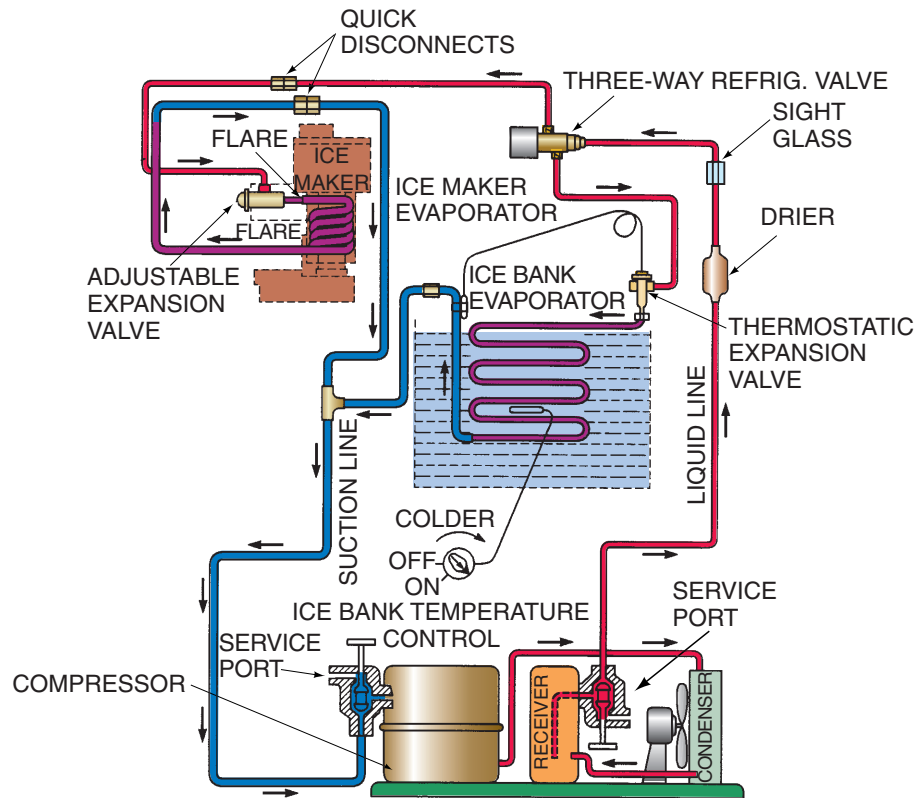 QUICK
DISCONNECTS
THREE-WAY REFRIG. VALVE
SIGHT
GLASS
FLARE
ICE
MAKER
ICE MAKER
EVAPORATOR
DRIER
FLARE
ADJUSTABLE
EXPANSION
VALVE
ICE BANK
EVAPORATOR
THERMOSTATIC
EXPANSION
VALVE
SUCTION LINE
LIQUID LINE
COLDER
OFF
ON
ICE BANK TEMPERATURE
CONTROL
SERVICE
PORT
SERVICE
PORT
COMPRESSOR
RECEIVER
CONDENSER